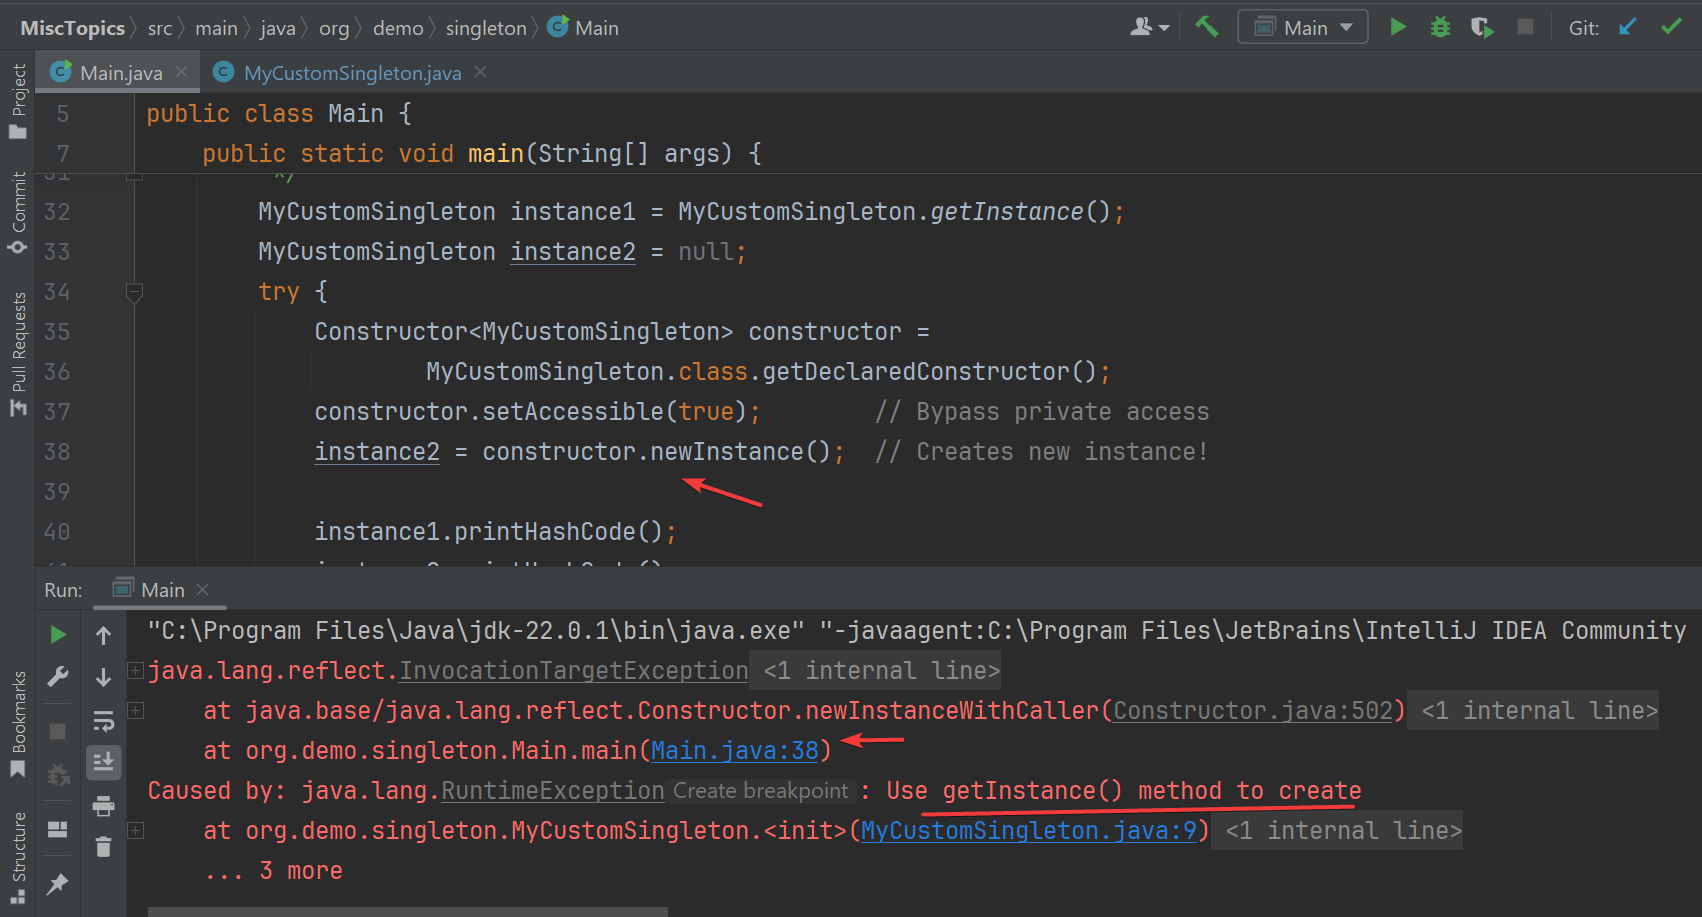 MiscTopics src main java org demo singleton Main
Main Git:
Main.java MyCustomSingleton.java
Project
Commit
Pull Requests
Bookmarks
Structure
5 public class Main {
7 public static void main(String[] args) {
31 */
32 MyCustomSingleton instance1 = MyCustomSingleton.getInstance();
33 MyCustomSingleton instance2 = null;
34 try {
35 Constructor<MyCustomSingleton> constructor =
36 MyCustomSingleton.class.getDeclaredConstructor();
37 constructor.setAccessible(true); // Bypass private access
38 instance2 = constructor.newInstance(); // Creates new instance!
39
40 instance1.printHashCode();
Run: Main
"C:\Program Files\Java\jdk-22.0.1\bin\java.exe" "-javaagent:C:\Program Files\JetBrains\IntelliJ IDEA Community
java.lang.reflect.InvocationTargetException <1 internal line>
at java.base/java.lang.reflect.Constructor.newInstanceWithCaller(Constructor.java:502) <1 internal line>
at org.demo.singleton.Main.main(Main.java:38)
Caused by: java.lang.RuntimeException Create breakpoint : Use getInstance() method to create
at org.demo.singleton.MyCustomSingleton.<init>(MyCustomSingleton.java:9) <1 internal line>
... 3 more